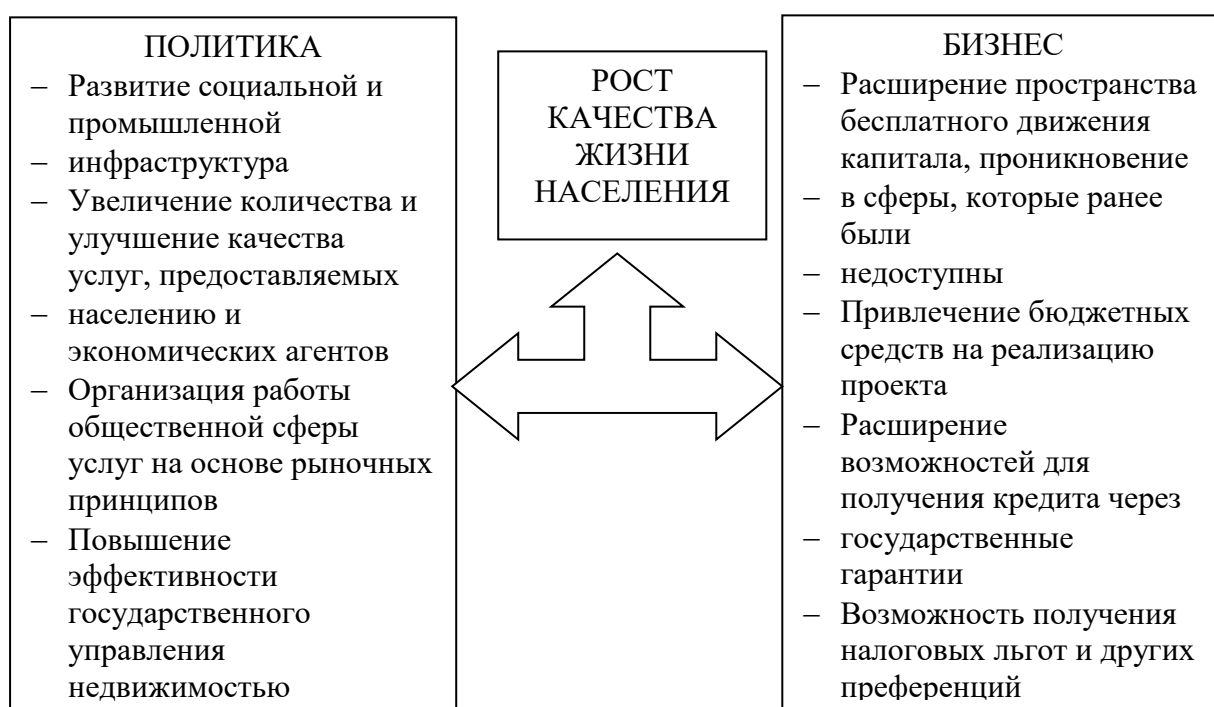 ПОЛИТИКА
– Развитие социальной и
промышленной
– инфраструктура
– Увеличение количества и
улучшение качества
услуг, предоставляемых
– населению и
экономических агентов
– Организация работы
общественной сферы
услуг на основе рыночных
принципов
– Повышение
эффективности
государственного
управления
недвижимостью
РОСТ
КАЧЕСТВА
ЖИЗНИ
НАСЕЛЕНИЯ
БИЗНЕС
– Расширение пространства
бесплатного движения
капитала, проникновение
– в сферы, которые ранее
были
– недоступны
– Привлечение бюджетных
средств на реализацию
проекта
– Расширение
возможностей для
получения кредита через
– государственные
гарантии
– Возможность получения
налоговых льгот и других
преференций